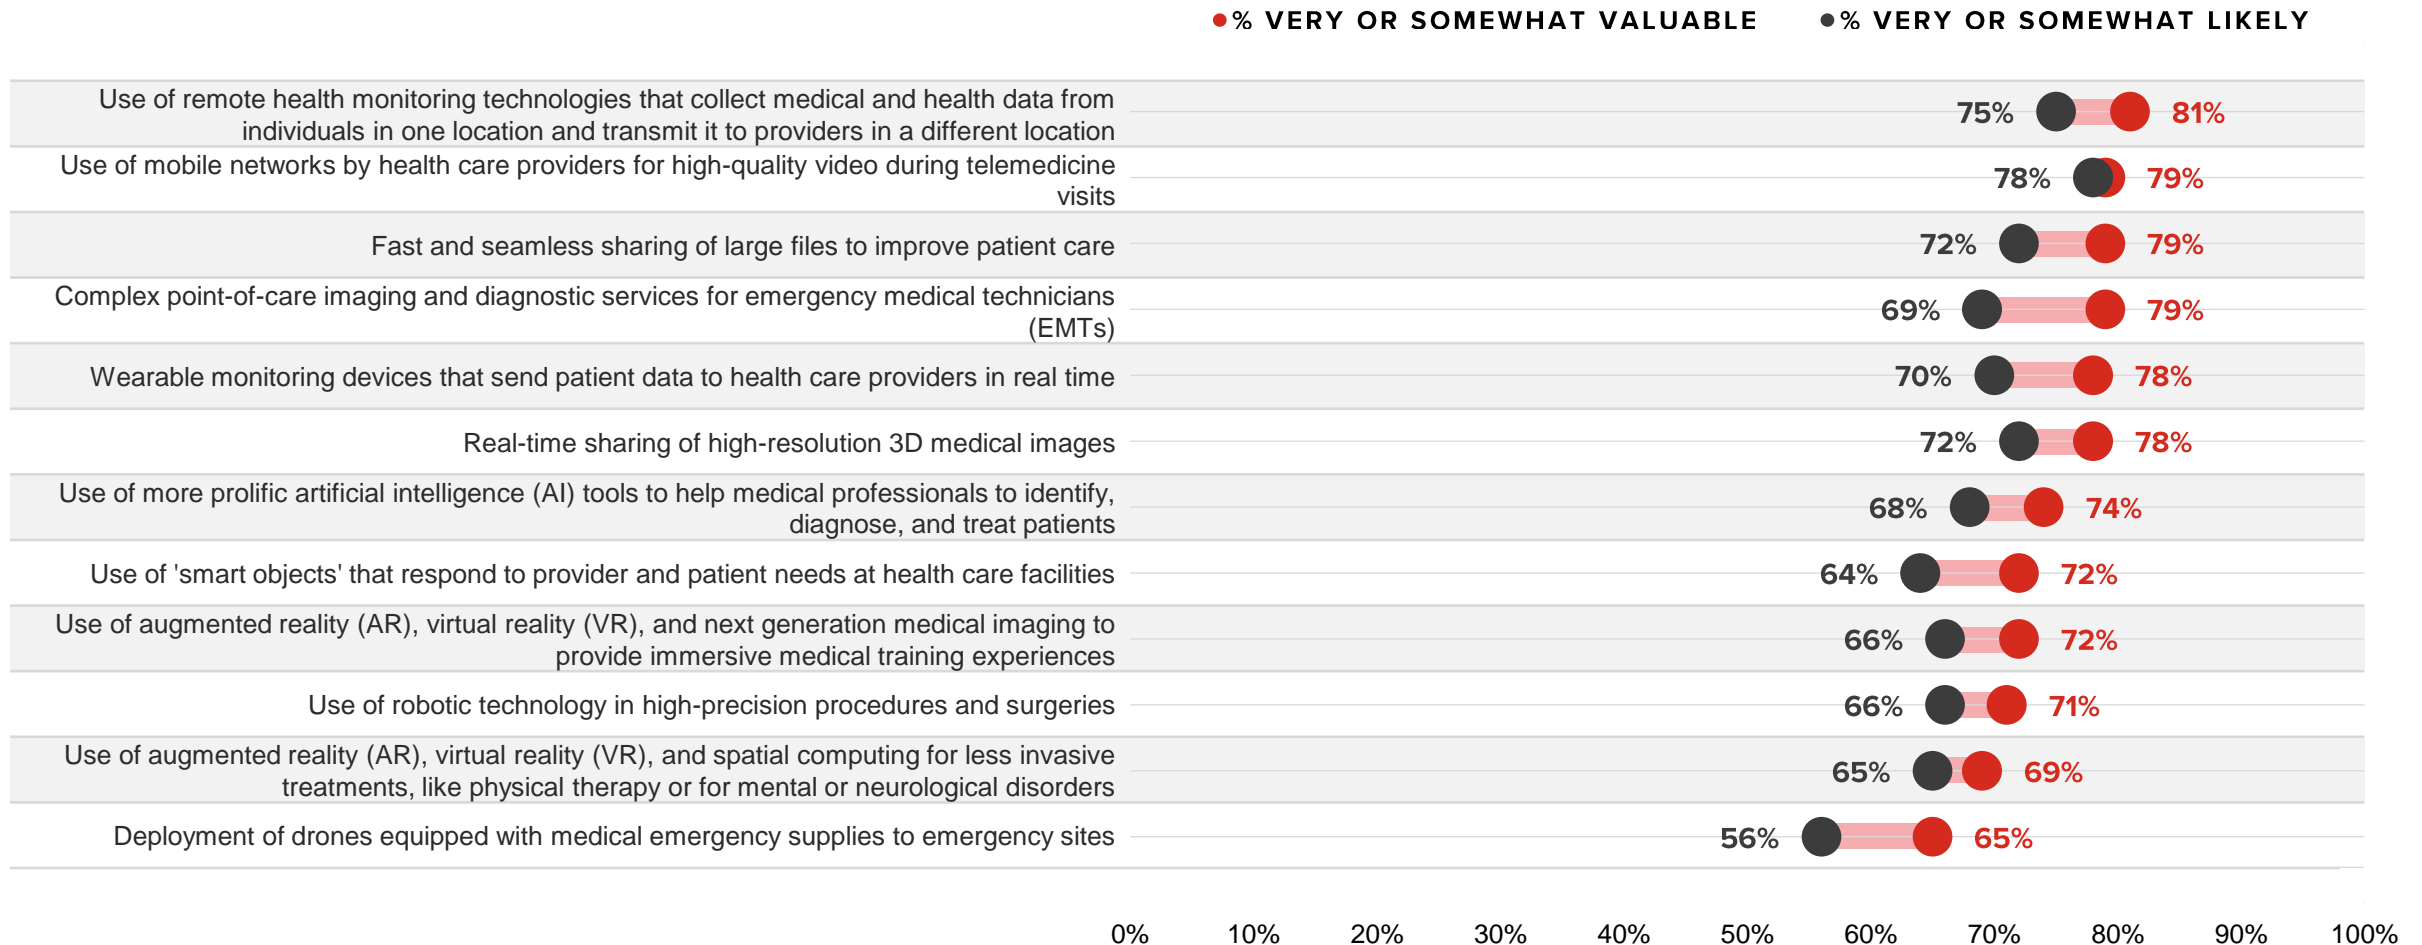 % VERY OR SOMEWHAT VALUABLE % VERY OR SOMEWHAT LIKELY
Use of remote health monitoring technologies that collect medical and health data from
individuals in one location and transmit it to providers in a different location
75% 81%
Use of mobile networks by health care providers for high-quality video during telemedicine
visits
78% 79%
Fast and seamless sharing of large files to improve patient care
72% 79%
Complex point-of-care imaging and diagnostic services for emergency medical technicians
(EMTs)
69% 79%
Wearable monitoring devices that send patient data to health care providers in real time
70% 78%
Real-time sharing of high-resolution 3D medical images
72% 78%
Use of more prolific artificial intelligence (AI) tools to help medical professionals to identify,
diagnose, and treat patients
68% 74%
Use of 'smart objects' that respond to provider and patient needs at health care facilities
64% 72%
Use of augmented reality (AR), virtual reality (VR), and next generation medical imaging to
provide immersive medical training experiences
66% 72%
Use of robotic technology in high-precision procedures and surgeries
66% 71%
Use of augmented reality (AR), virtual reality (VR), and spatial computing for less invasive
treatments, like physical therapy or for mental or neurological disorders
65% 69%
Deployment of drones equipped with medical emergency supplies to emergency sites
56% 65%
0% 10% 20% 30% 40% 50% 60% 70% 80% 90% 100%